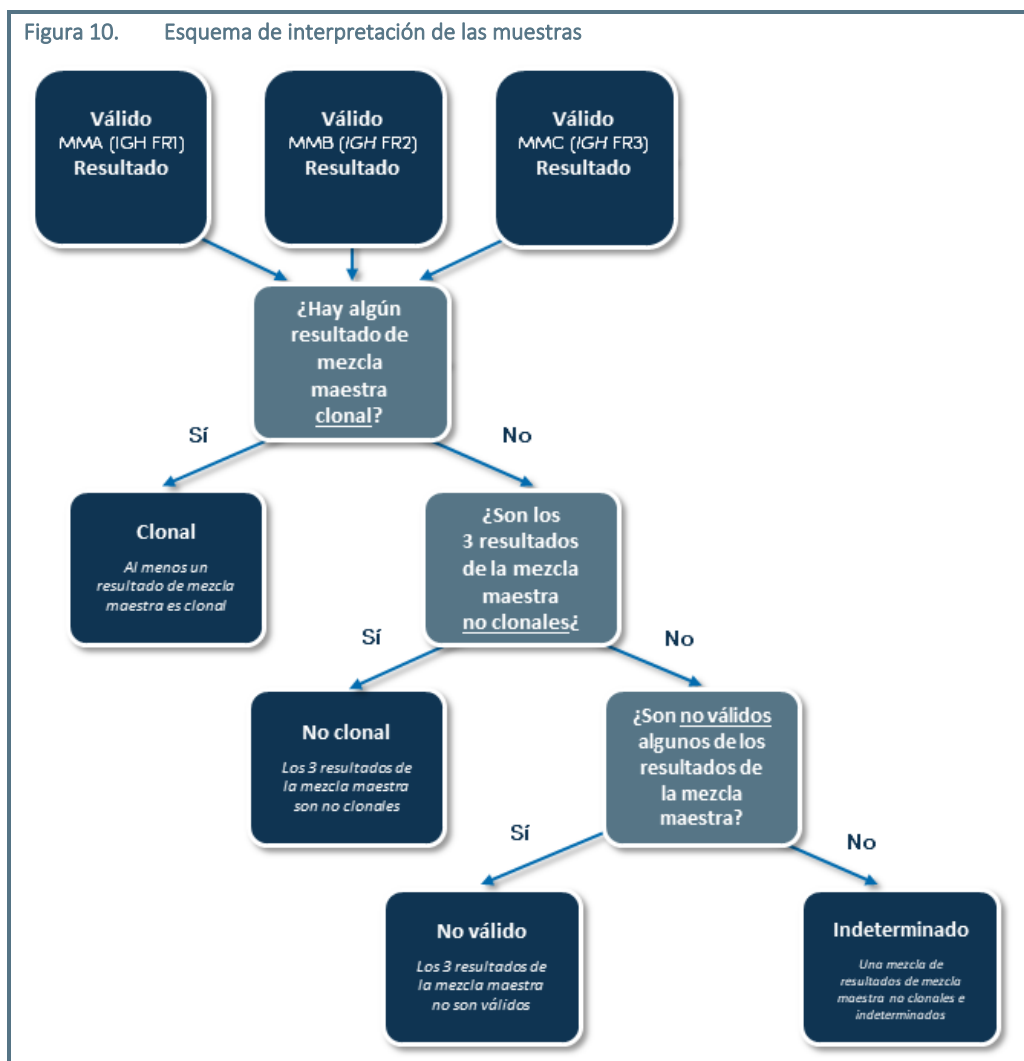 Figura 10. Esquema de interpretación de las muestras
Válido
MMA (IGH FR1)
Resultado
Válido
MMB (IGH FR2)
Resultado
Válido
MMC (IGH FR3)
Resultado
¿Hay algún
resultado de
mezcla
maestra
clonal?
Sí
No
Clonal
Al menos un
resultado de mezcla
maestra es clonal
¿Son los
3 resultados
de la mezcla
maestra
no clonales¿
Sí
No
No clonal
Los 3 resultados de
la mezcla maestra
son no clonales
¿Son no válidos
algunos de los
resultados de
la mezcla
maestra?
Sí
No
No válido
Los 3 resultados de
la mezcla maestra
no son válidos
Indeterminado
Una mezcla de
resultados de mezcla
maestra no clonales e
indeterminados